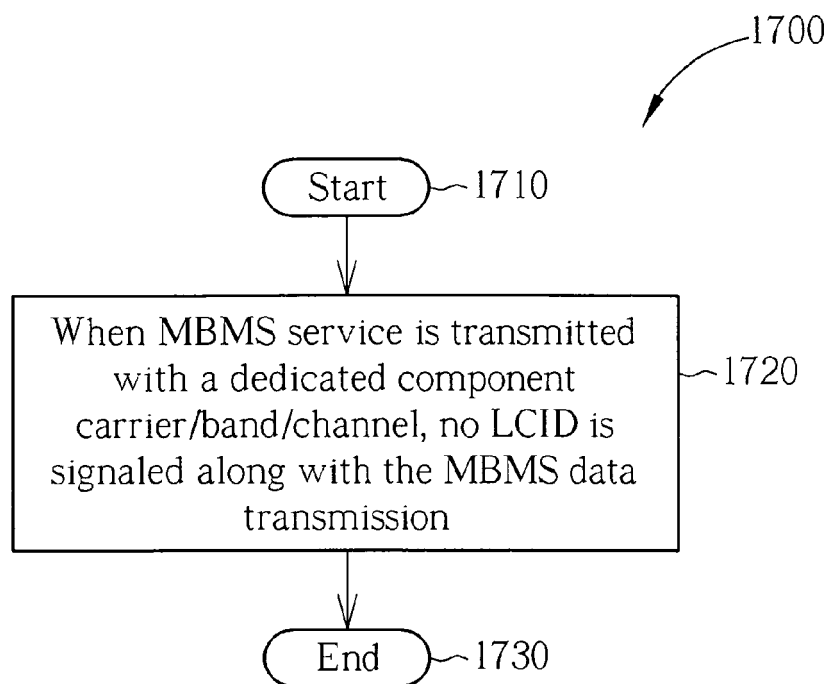 1700
Start
1710
When MBMS service is transmitted
with a dedicated component
carrier/band/channel, no LCID is
signaled along with the MBMS data
transmission
1720
End
1730